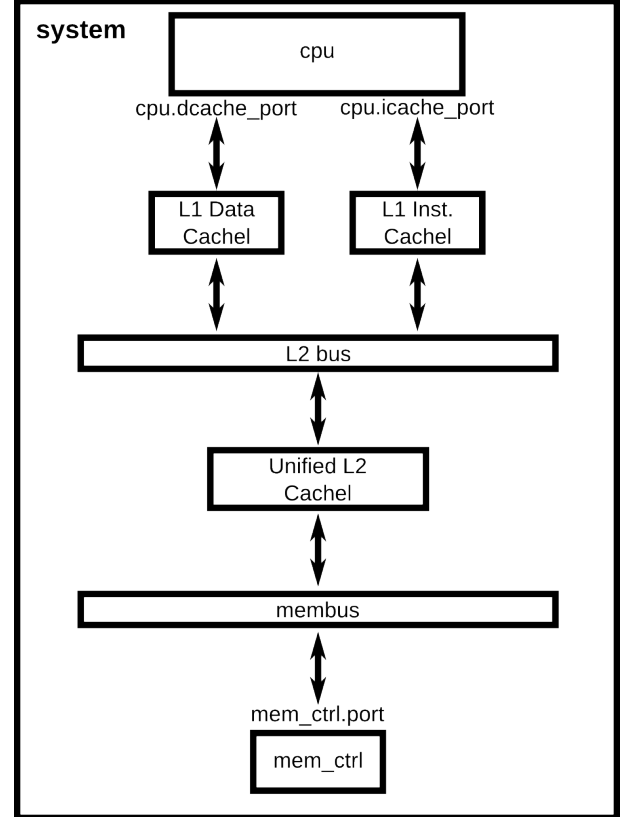 system
cpu
cpu.dcache_port
cpu.icache_port
L1 Data
Cachel
L1 Inst.
Cachel
L2 bus
Unified L2
Cachel
membus
mem_ctrl.port
mem_ctrl